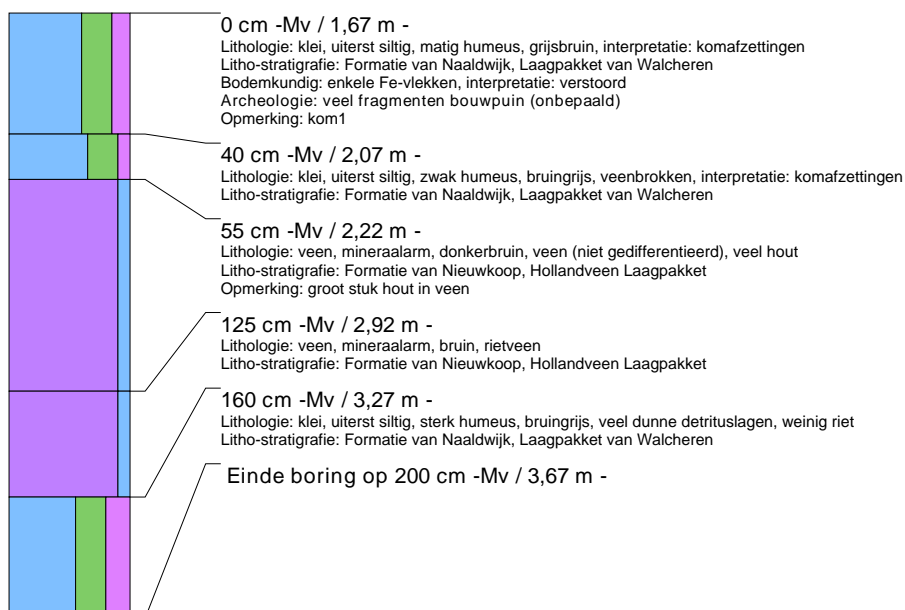 0 cm -Mv / 1,67 m -
Lithologie: klei, uiterst siltig, matig humeus, grijsbruin, interpretatie: komafzettingen
Litho-stratigrafie: Formatie van Naaldwijk, Laagpakket van Walcheren
Bodemkundig: enkele Fe-vlekken, interpretatie: verstoord
Archeologie: veel fragmenten bouwpuin (onbepaald)
Opmerking: kom1
40 cm -Mv / 2,07 m -
Lithologie: klei, uiterst siltig, zwak humeus, bruingrijs, veenbrokken, interpretatie: komafzettingen
Litho-stratigrafie: Formatie van Naaldwijk, Laagpakket van Walcheren
55 cm -Mv / 2,22 m -
Lithologie: veen, mineraalarm, donkerbruin, veen (niet gedifferentieerd), veel hout
Litho-stratigrafie: Formatie van Nieuwkoop, Hollandveen Laagpakket
Opmerking: groot stuk hout in veen
125 cm -Mv / 2,92 m -
Lithologie: veen, mineraalarm, bruin, rietveen
Litho-stratigrafie: Formatie van Nieuwkoop, Hollandveen Laagpakket
160 cm -Mv / 3,27 m -
Lithologie: klei, uiterst siltig, sterk humeus, bruingrijs, veel dunne detrituslagen, weinig riet
Litho-stratigrafie: Formatie van Naaldwijk, Laagpakket van Walcheren
Einde boring op 200 cm -Mv / 3,67 m -